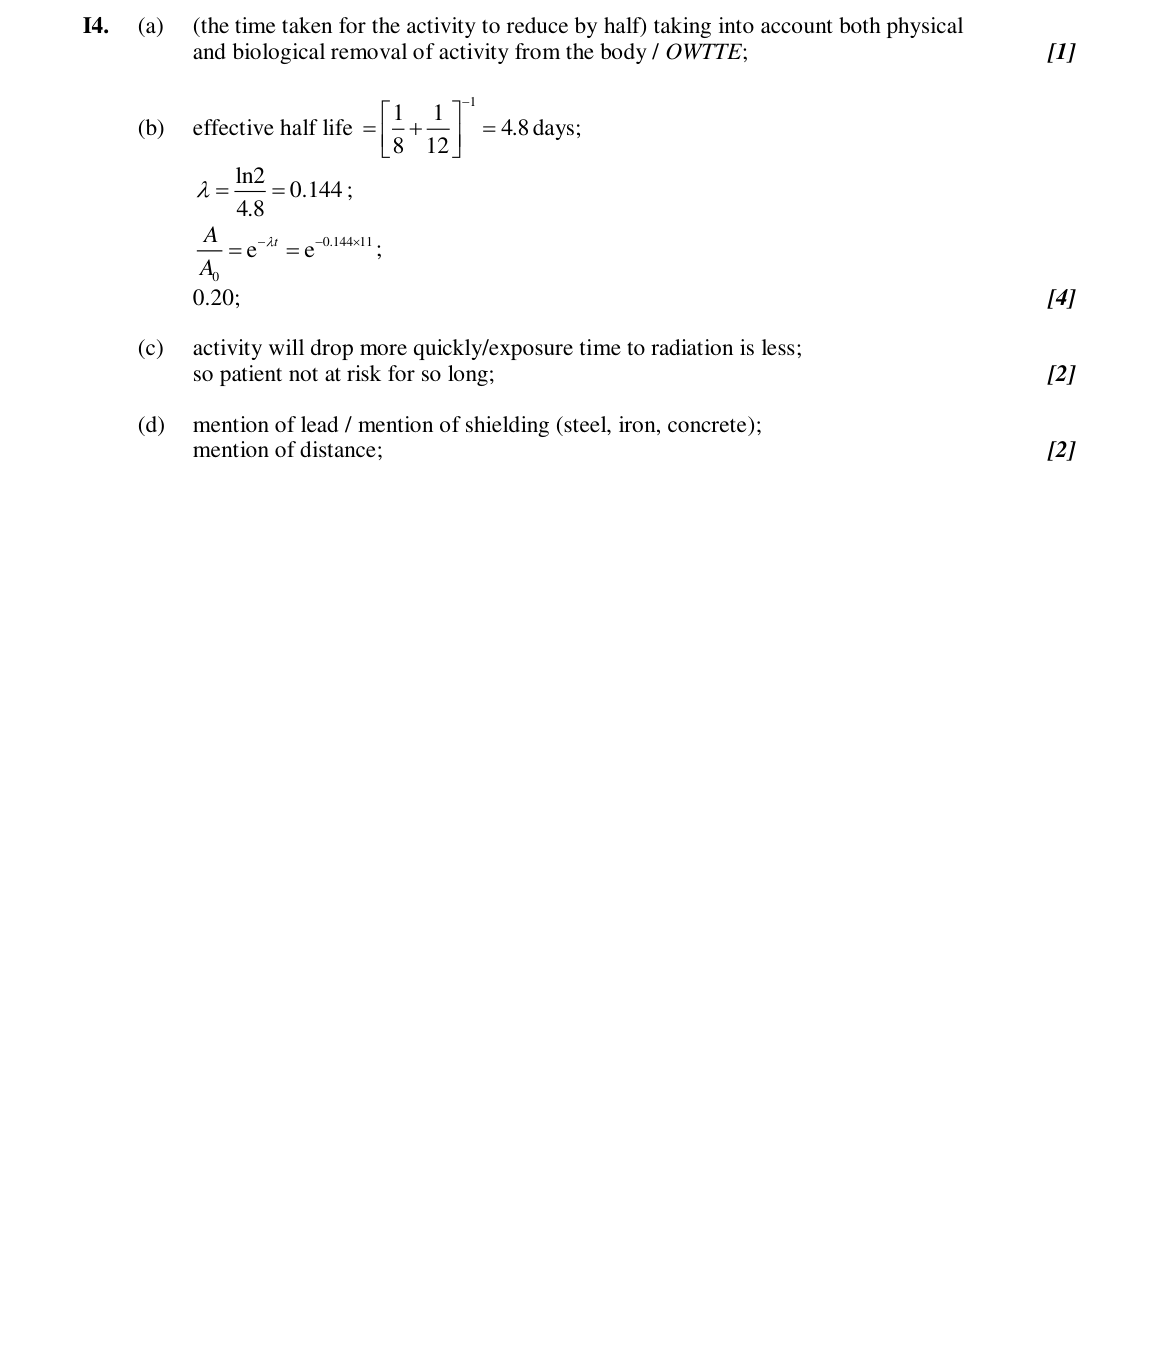 I4. (a) (the time taken for the activity to reduce by half) taking into account both physical
and biological removal of activity from the body / OWTTE; [1]
(b) effective half life = [1/8 + 1/12]^−1 = 4.8 days;
λ = ln2/4.8 = 0.144 ;
A/A₀ = e^−λt = e^−0.144×11 ;
0.20; [4]
(c) activity will drop more quickly/exposure time to radiation is less;
so patient not at risk for so long; [2]
(d) mention of lead / mention of shielding (steel, iron, concrete);
mention of distance; [2]